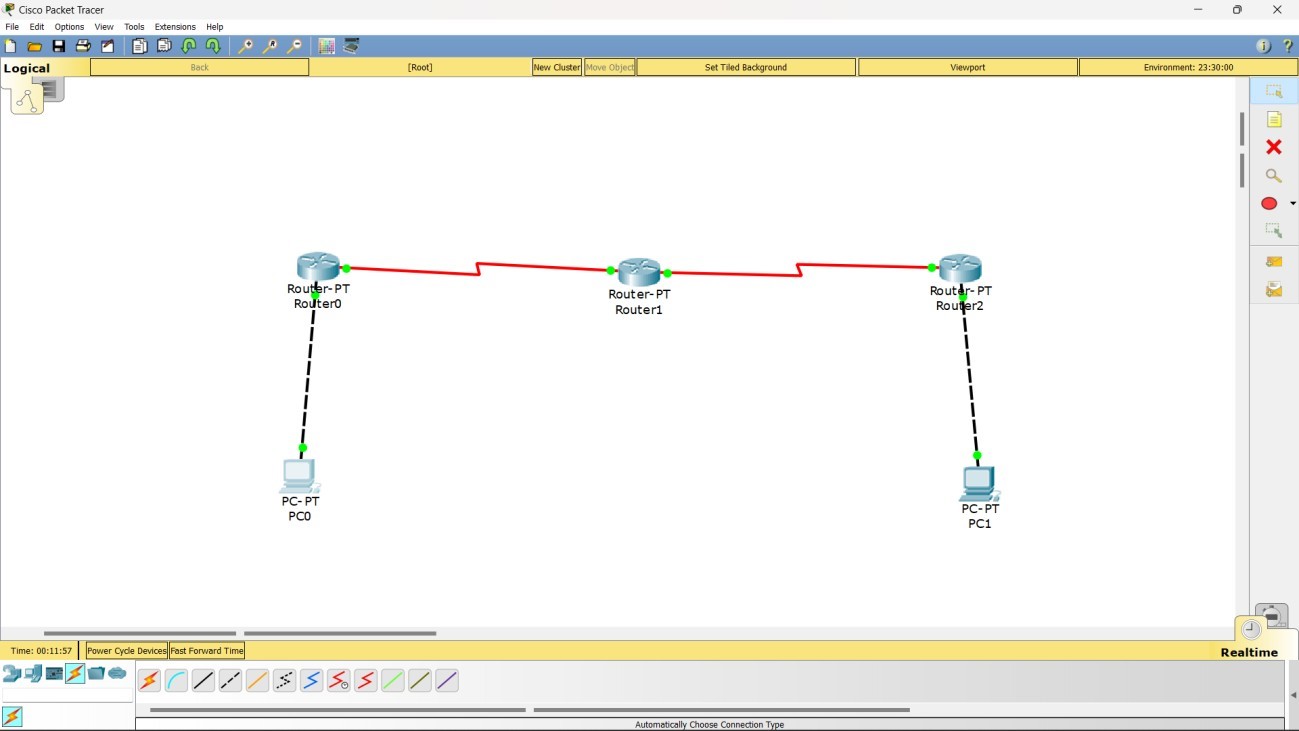 Cisco Packet Tracer
File Edit Options View Tools Extensions Help
Logical
Back
[Root]
New Cluster
Move Object
Set Tiled Background
Viewport
Environment: 23:30:00
Router-PT
Router0
Router-PT
Router1
Router-PT
Router2
PC-PT
PC0
PC-PT
PC1
Time: 00:11:57
Power Cycle Devices
Fast Forward Time
Realtime
Automatically Choose Connection Type